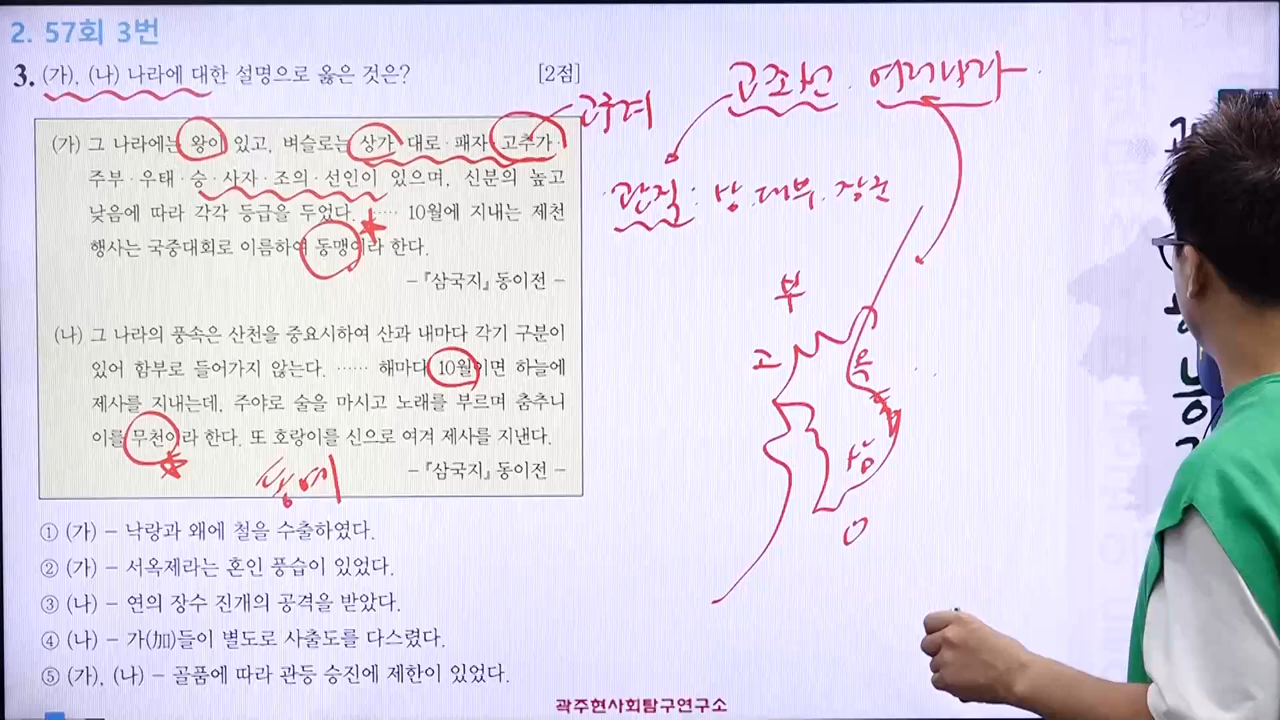 2. 57회 3번
3. (가), (나) 나라에 대한 설명으로 옳은 것은? [2점]
(가) 그 나라에는 왕이 있고, 벼슬로는 상가·대로·패자·고추가·
주부·우태·승·사자·조의·선인이 있으며, 신분의 높고
낮음에 따라 각각 등급을 두었다. …… 10월에 지내는 제천
행사는 국중대회로 이름하여 동맹이라 한다.
-『삼국지』 동이전 -
(나) 그 나라의 풍속은 산천을 중요시하여 산과 내마다 각기 구분이
있어 함부로 들어가지 않는다. …… 해마다 10월이면 하늘에
제사를 지내는데, 주야로 술을 마시고 노래를 부르며 춤추니
이를 무천이라 한다. 또 호랑이를 신으로 여겨 제사를 지낸다.
-『삼국지』 동이전 -
동예
① (가) - 낙랑과 왜에 철을 수출하였다.
② (가) - 서옥제라는 혼인 풍습이 있었다.
③ (나) - 연의 장수 진개의 공격을 받았다.
④ (나) - 가(加)들이 별도로 사출도를 다스렸다.
⑤ (가), (나) - 골품에 따라 관등 승진에 제한이 있었다.
고조선. 여러나라
관직: 상.대부.장군
부
고
옥
동
삼
곽주현사회탐구연구소